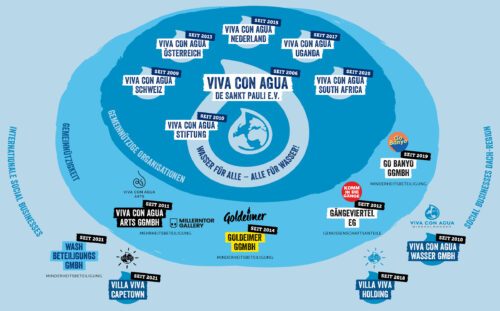 SEIT 2015
VIVA CON AGUA
NEDERLAND
SEIT 2013
VIVA CON AGUA
ÖSTERREICH
SEIT 2017
VIVA CON AGUA
UGANDA
SEIT 2009
VIVA CON AGUA
SCHWEIZ
SEIT 2006
VIVA CON AGUA
DE SANKT PAULI E.V.
SEIT 2020
VIVA CON AGUA
SOUTH AFRICA
SEIT 2010
VIVA CON AGUA
STIFTUNG
WASSER FÜR ALLE – ALLE FÜR WASSER!
GEMEINNÜTZIGE ORGANISATIONEN
GEMEINNÜTZIGKEIT
INTERNATIONALE SOCIAL BUSINESSES
SOCIAL BUSINESSES DACH-REGION
Go
Banyo
SEIT 2019
GO BANYO
GGMBH
MINDERHEITSBETEILIGUNG
VIVA CON AGUA
ARTS
SEIT 2011
VIVA CON AGUA
ARTS GGMBH
MEHRHEITSBETEILIGUNG
MILLERNTOR
GALLERY
Goldeimer
SEIT 2014
GOLDEIMER
GGMBH
MINDERHEITSBETEILIGUNG
KOMM
IN DIE
GÄNGE
SEIT 2012
GÄNGEVIERTEL
EG
GENOSSENSCHAFTSANTEILE
VIVA CON AGUA
MINERALWASSER
SEIT 2010
VIVA CON AGUA
WASSER GMBH
SEIT 2021
WASH
BETEILIGUNGS
GMBH
MINDERHEITSBETEILIGUNG
SEIT 2021
VILLA VIVA
CAPETOWN
SEIT 2018
VILLA VIVA
HOLDING